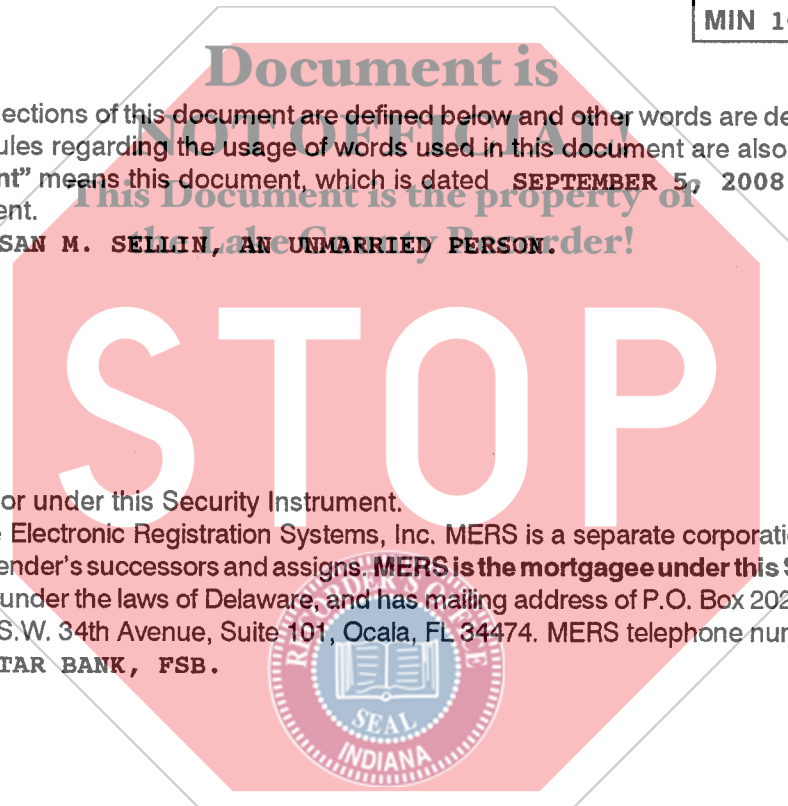 MIN 1
Document is
ections of this document are defined below and other words are de
NOT OFFICIAL!
ules regarding the usage of words used in this document are also
nt” means this document, which is dated SEPTEMBER 5, 2008
This Document is the property of
ent.
the Lake County Recorder!
SAN M. SELLIN, AN UNMARRIED PERSON.
STOP
or under this Security Instrument.
e Electronic Registration Systems, Inc. MERS is a separate corporati
ender's successors and assigns. MERS is the mortgagee under this S
under the laws of Delaware, and has mailing address of P.O. Box 202
S.W. 34th Avenue, Suite 101, Ocala, FL 34474. MERS telephone nu
TAR BANK, FSB.
RECORDER'S OFFICE
SEAL
INDIANA